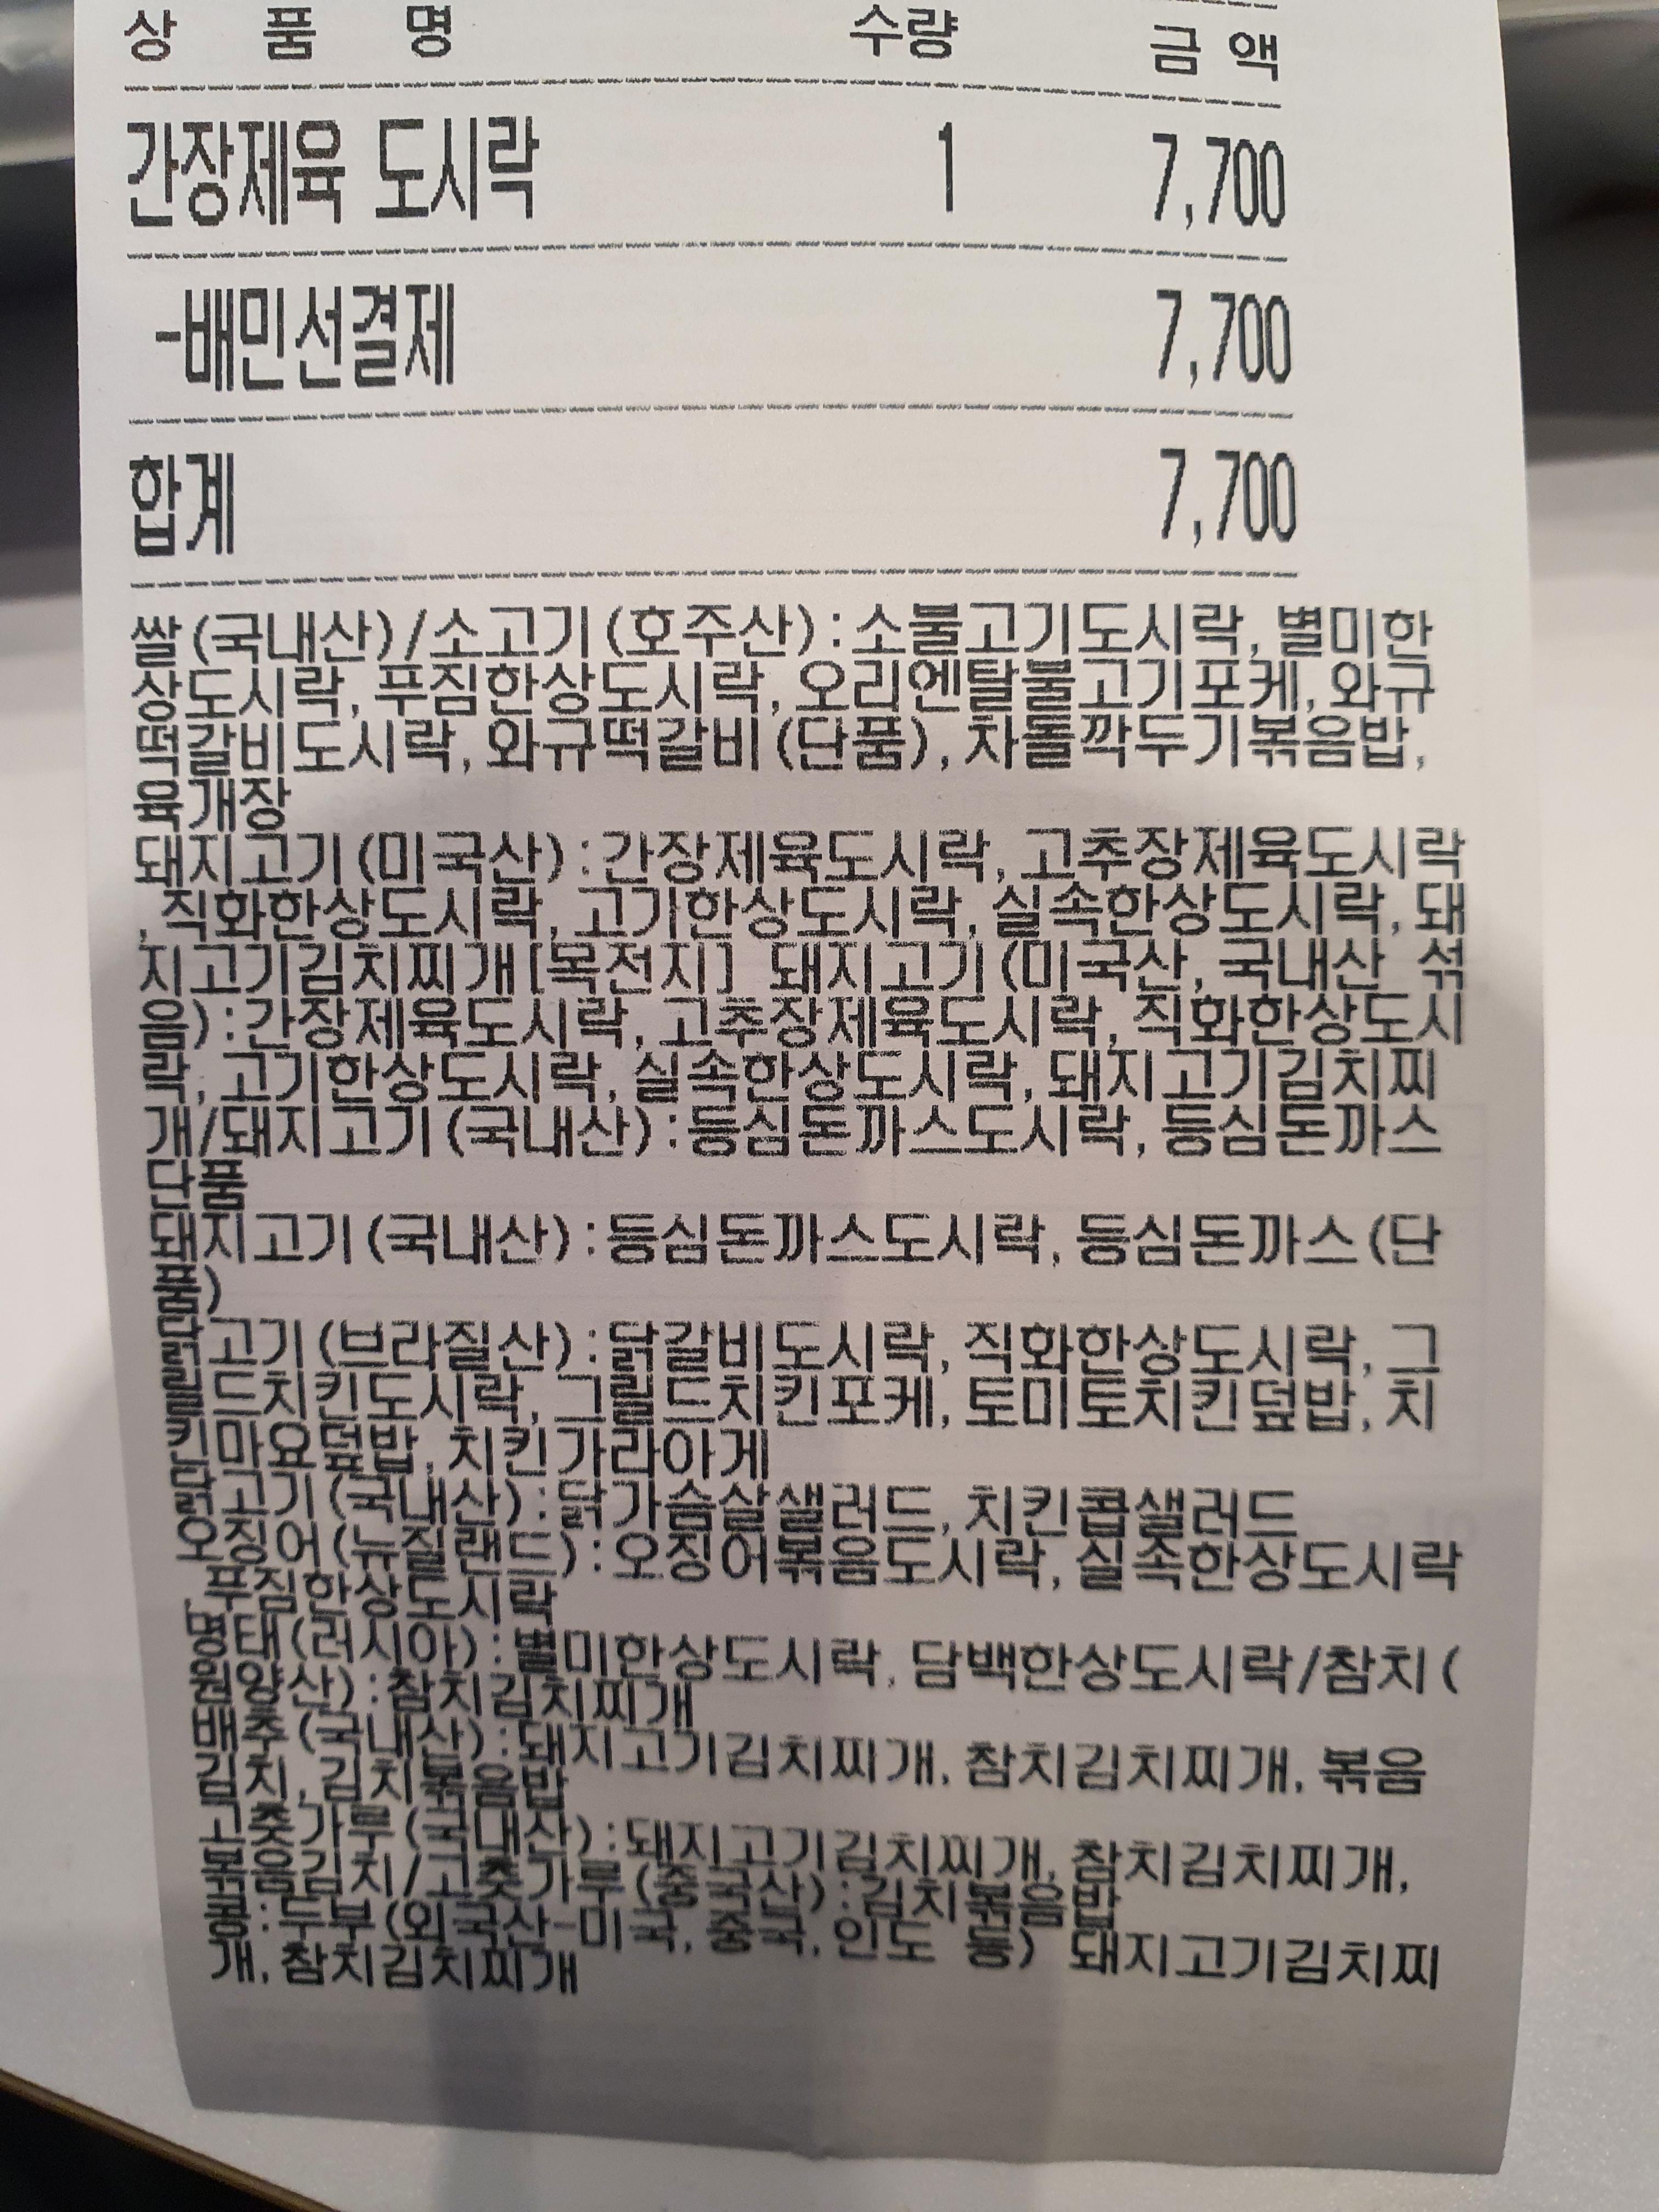 상 품 명 수량 금 액
간장제육 도시락 1 7,700
-배민선결제 7,700
합계 7,700
쌀(국내산)/소고기(호주산):소불고기도시락, 별미한
상도시락, 푸짐한상도시락, 오리엔탈불고기포케, 와규
떡갈비도시락, 와규떡갈비(단품), 차돌깍두기볶음밥,
육개장
돼지고기(미국산):간장제육도시락, 고추장제육도시락
, 직화한상도시락, 고기한상도시락, 실속한상도시락, 돼
지고기김치찌개[목전지] 돼지고기(미국산, 국내산 섞
음):간장제육도시락, 고추장제육도시락, 직화한상도시
락, 고기한상도시락, 실속한상도시락, 돼지고기김치찌
개/돼지고기(국내산):등심돈까스도시락, 등심돈까스
단품
돼지고기(국내산):등심돈까스도시락, 등심돈까스(단
품)
닭고기(브라질산):닭갈비도시락, 직화한상도시락, 그
릴드치킨도시락, 그릴드치킨포케, 토미토치킨덮밥, 치
킨마요덮밥, 치킨가라아게
닭고기(국내산):닭가슴살샐러드, 치킨콥샐러드
오징어(뉴질랜드):오징어볶음도시락, 실속한상도시락
, 푸짐한상도시락
명태(러시아):별미한상도시락, 담백한상도시락/참치(
원양산):참치김치찌개
배추(국내산):돼지고기김치찌개, 참치김치찌개, 볶음
김치, 김치볶음밥
고춧가루(국내산):돼지고기김치찌개, 참치김치찌개,
볶음김치/고춧가루(중국산):김치볶음밥
콩:두부(외국산-미국, 중국, 인도 등) 돼지고기김치찌
개, 참치김치찌개